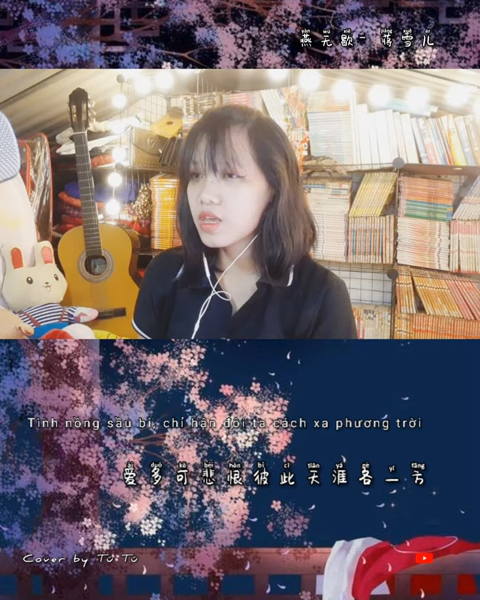 燕无歇 - 蒋雪儿
Tình nồng sầu bi, chỉ hận đôi ta cách xa phương trời
ài duō kě bēi hèn bǐ cǐ tiān yá gè yī fāng
爱多可悲恨彼此天涯各一方
Cover by Tú Tú